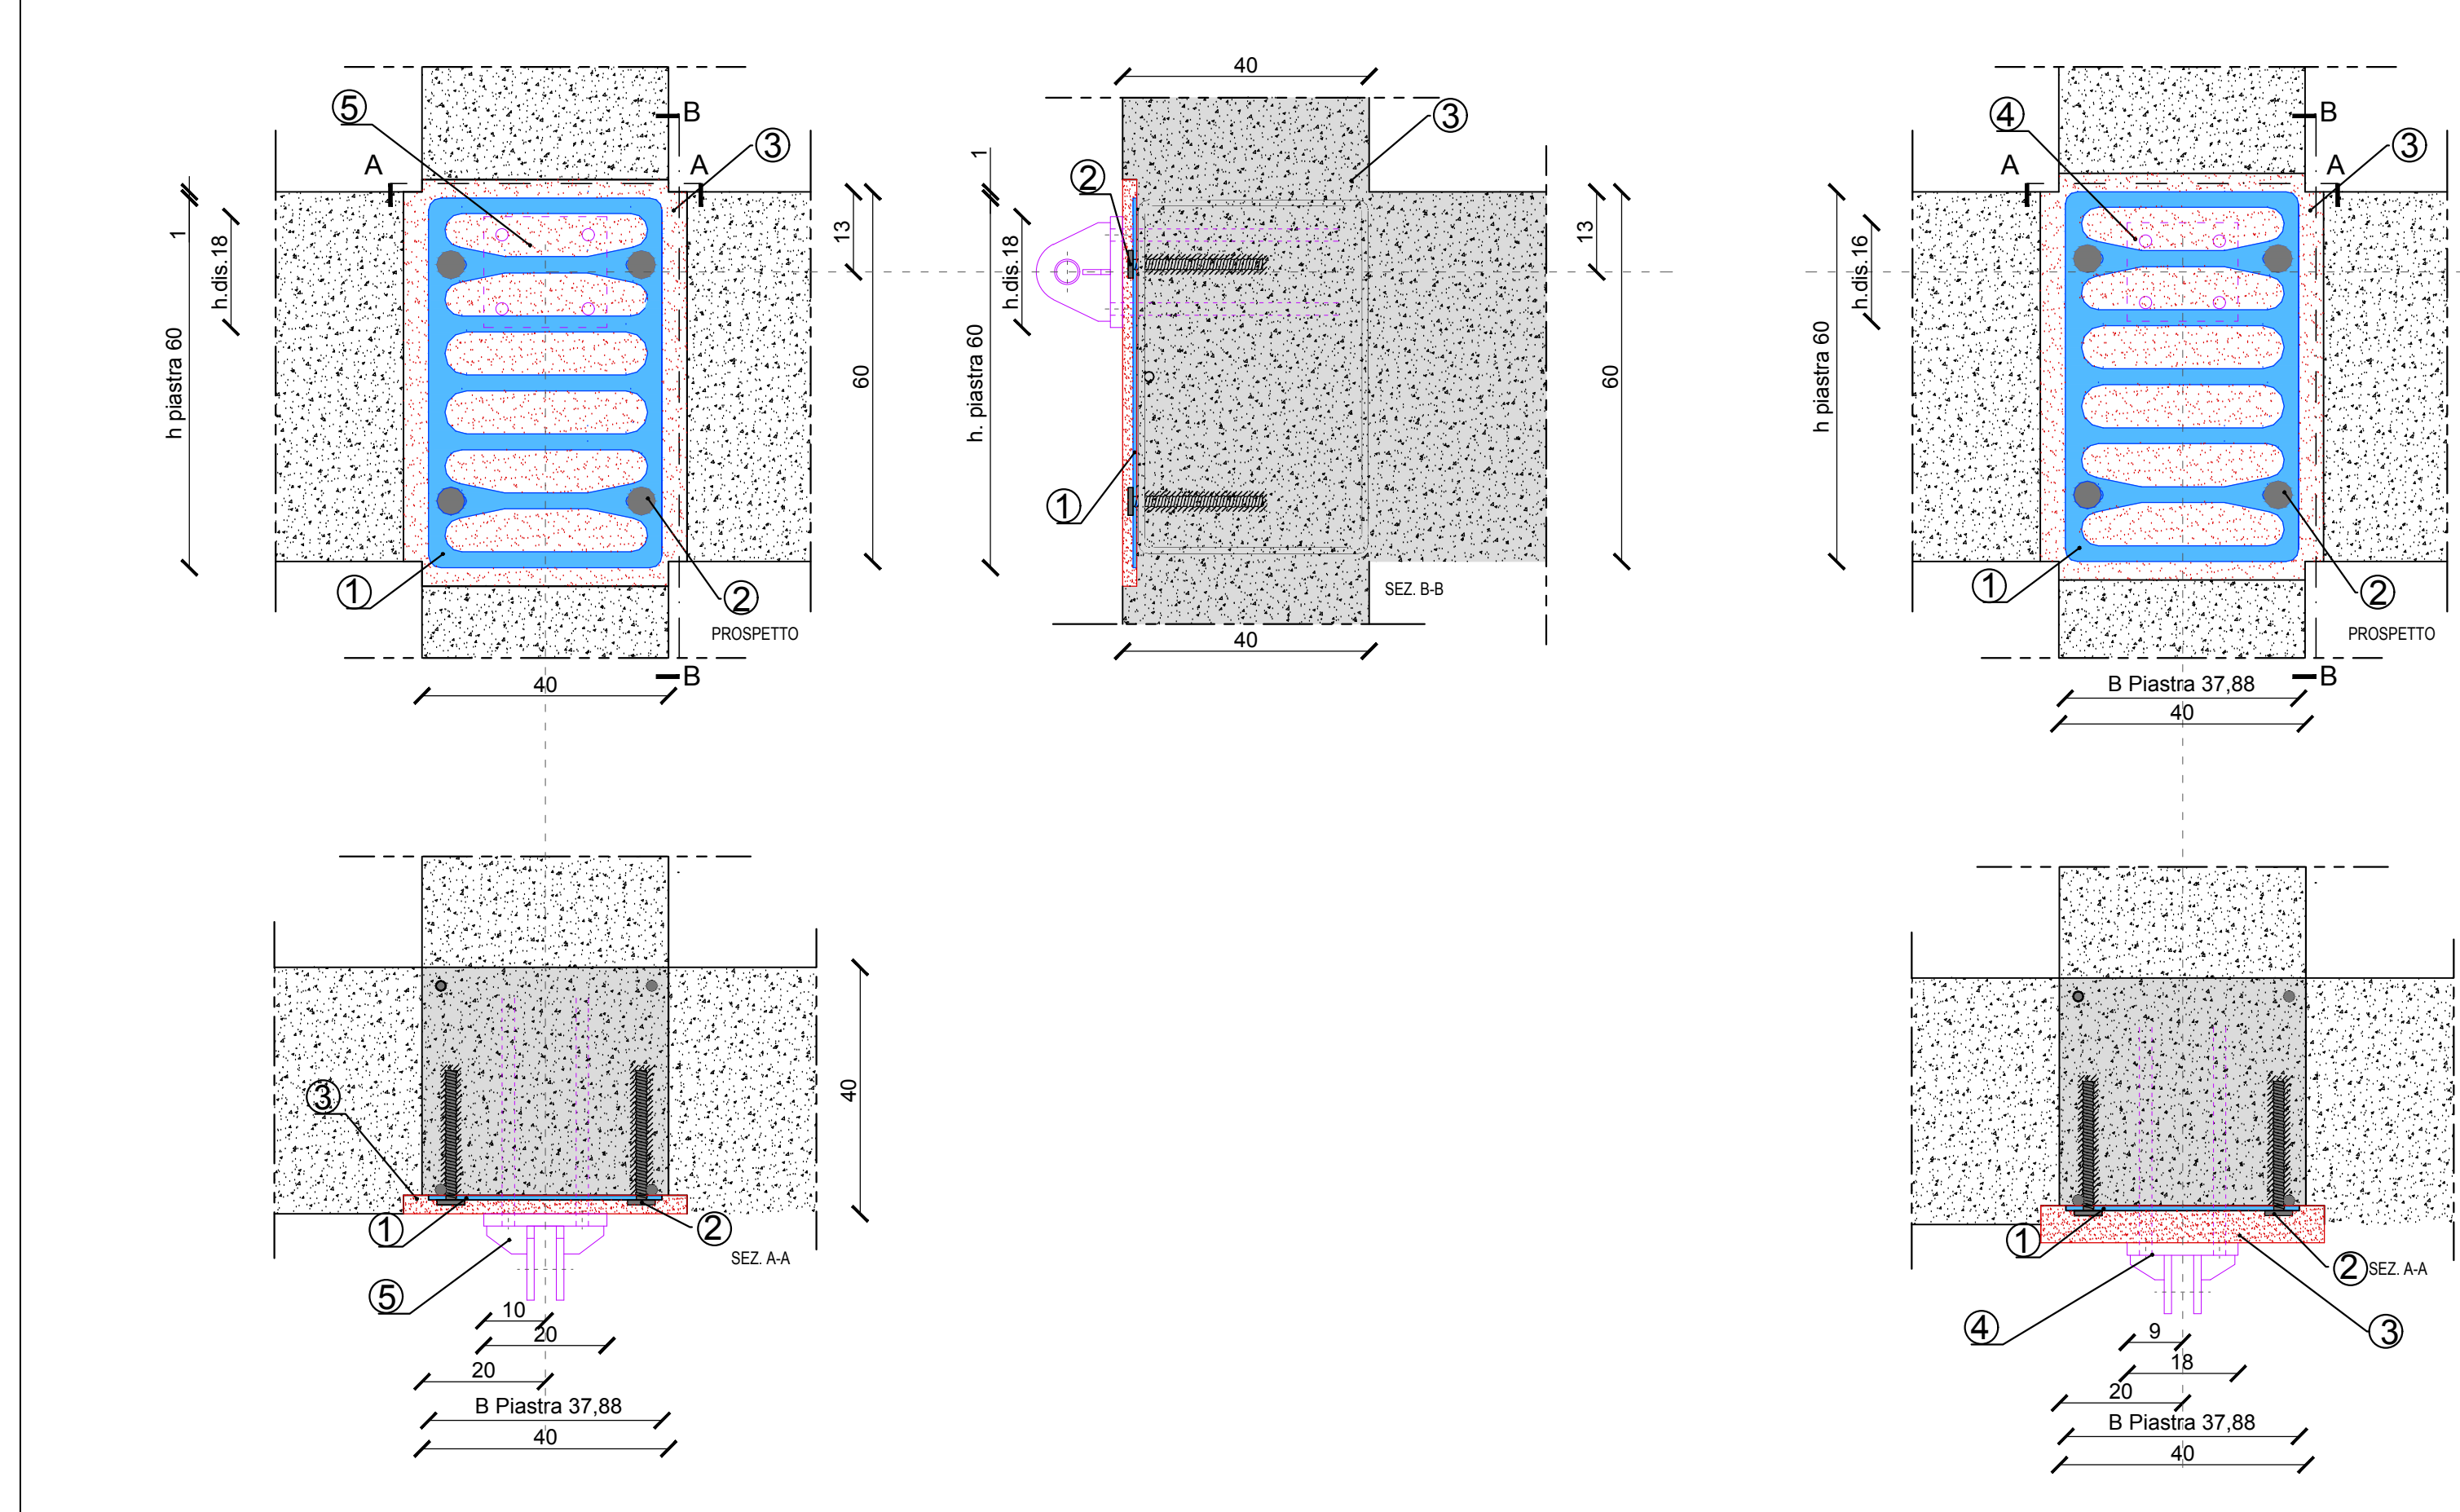 5
B
3
A
A
1
h.dis.18
h piastra 60
13
60
1
2
PROSPETTO
B
40
40
3
1
2
h.dis.18
h. piastra 60
13
60
1
SEZ. B-B
40
4
B
3
A
A
h.dis 16
h piastra 60
1
2
PROSPETTO
B
B Piastra 37,88
40
3
40
1
2
SEZ. A-A
5
10
20
20
B Piastra 37,88
40
1
2
SEZ. A-A
4
3
9
18
20
B Piastra 37,88
40